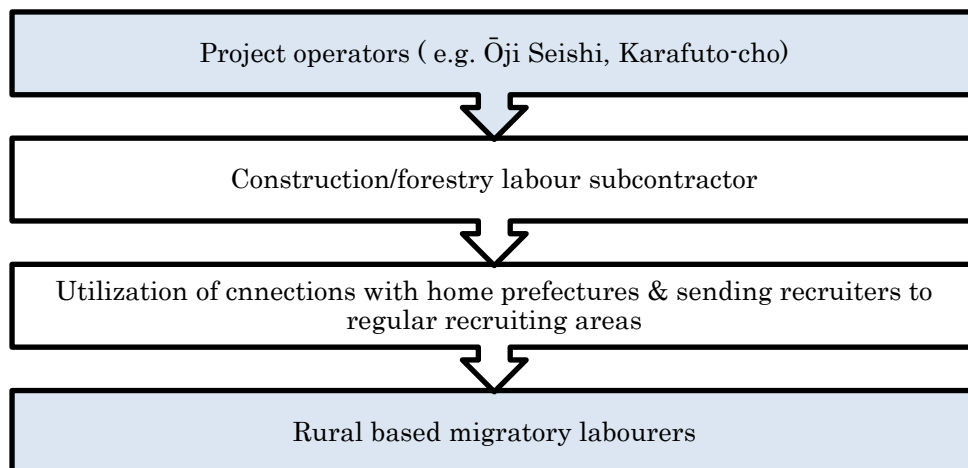 Project operators ( e.g. Ōji Seishi, Karafuto-cho)
Construction/forestry labour subcontractor
Utilization of cnnections with home prefectures & sending recruiters to
regular recruiting areas
Rural based migratory labourers